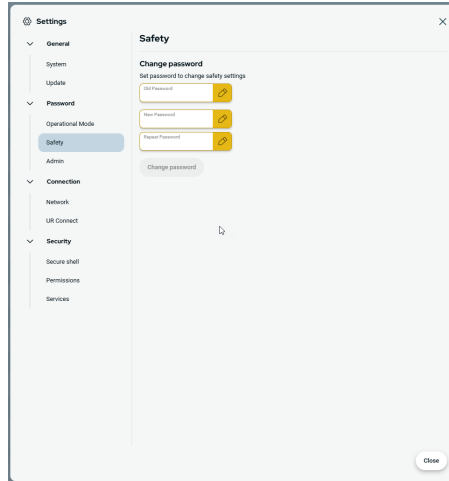 Settings
General
System
Update
Password
Operational Mode
Safety
Admin
Connection
Network
UR Connect
Security
Secure shell
Permissions
Services
Safety
Change password
Set password to change safety settings
Old Password
New Password
Repeat Password
Change password
Close